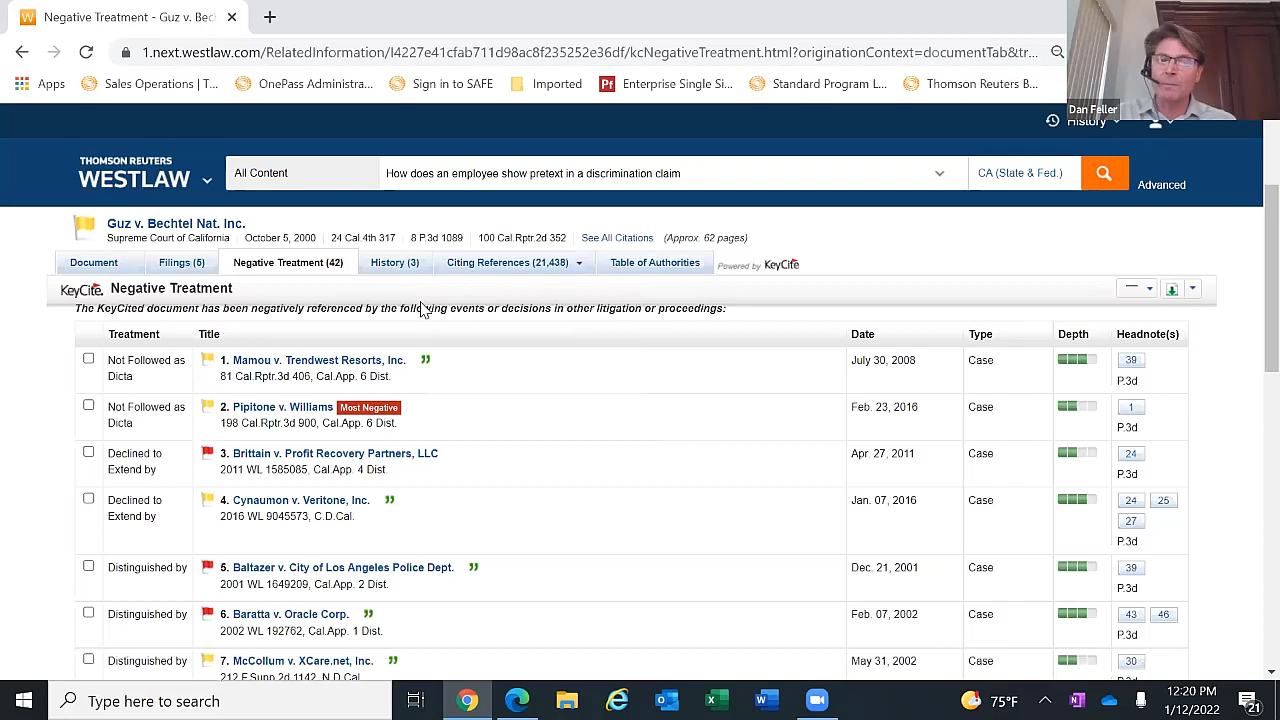 Negative Treatment - Guz v. Bec
1.next.westlaw.com/RelatedInformation/I4227e41cfab711d98ac8f235252e36df/kcNegativeTreatment.html?originationContext=documentTab&tr...
Apps Sales Operations | T... OnePass Administra... Sign in to Imported Enterprise Single Si... Standard Program L... Thomson Reuters B...
Dan Feller
History
THOMSON REUTERS
WESTLAW
All Content
can an employee show pretext in a discrimination claim
CA (State & Fed.)
Advanced
Guz v. Bechtel Nat. Inc.
Supreme Court of California October 5, 2000 24 Cal.4th 317 8 P.3d 1089 100 Cal.Rptr.2d 352 See All Citations (Approx. 62 pages)
Document Filings (5) Negative Treatment (42) History (3) Citing References (21,438) Table of Authorities Powered by KeyCite
KeyCite. Negative Treatment
The KeyCited document has been negatively referenced by the following events or decisions in other litigation or proceedings:
Treatment Title Date Type Depth Headnote(s)
Not Followed as 1. Mamou v. Trendwest Resorts, Inc. July 30, 2008 Case 39
Dicta 81 Cal.Rptr.3d 406, Cal.App. 6 Dist. P.3d
Not Followed as 2. Pipitone v. Williams Most Negative Feb. 23, 2016 Case 1
Dicta 198 Cal.Rptr.3d 900, Cal.App. 6 Dist. P.3d
Declined to 3. Brittain v. Profit Recovery Partners, LLC Apr. 27, 2011 Case 24
Extend by 2011 WL 1585085, Cal.App. 4 Dist. P.3d
Declined to 4. Cynaumon v. Veritone, Inc. Jan. 07, 2016 Case 24 25
Extend by 2016 WL 9045573, C.D.Cal. 27
P.3d
Distinguished by 5. Baltazer v. City of Los Angeles Police Dept. Dec. 21, 2001 Case 39
2001 WL 1649209, Cal.App. 2 Dist. P.3d
Distinguished by 6. Baratta v. Oracle Corp. Feb. 07, 2002 Case 43 46
2002 WL 192762, Cal.App. 1 Dist. P.3d
Distinguished by 7. McCollum v. XCare.net, Inc. May 31, 2002 Case 30
212 F.Supp.2d 1142, N.D.Cal.
Type here to search
75°F
12:20 PM
1/12/2022
21